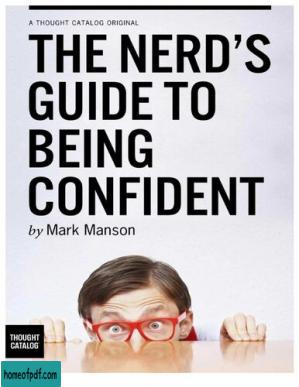 A THOUGHT CATALOG ORIGINAL
THE NERD'S
GUIDE TO
BEING
CONFIDENT
by Mark Manson
THOUGHT
CATALOG
homeofpdf.com